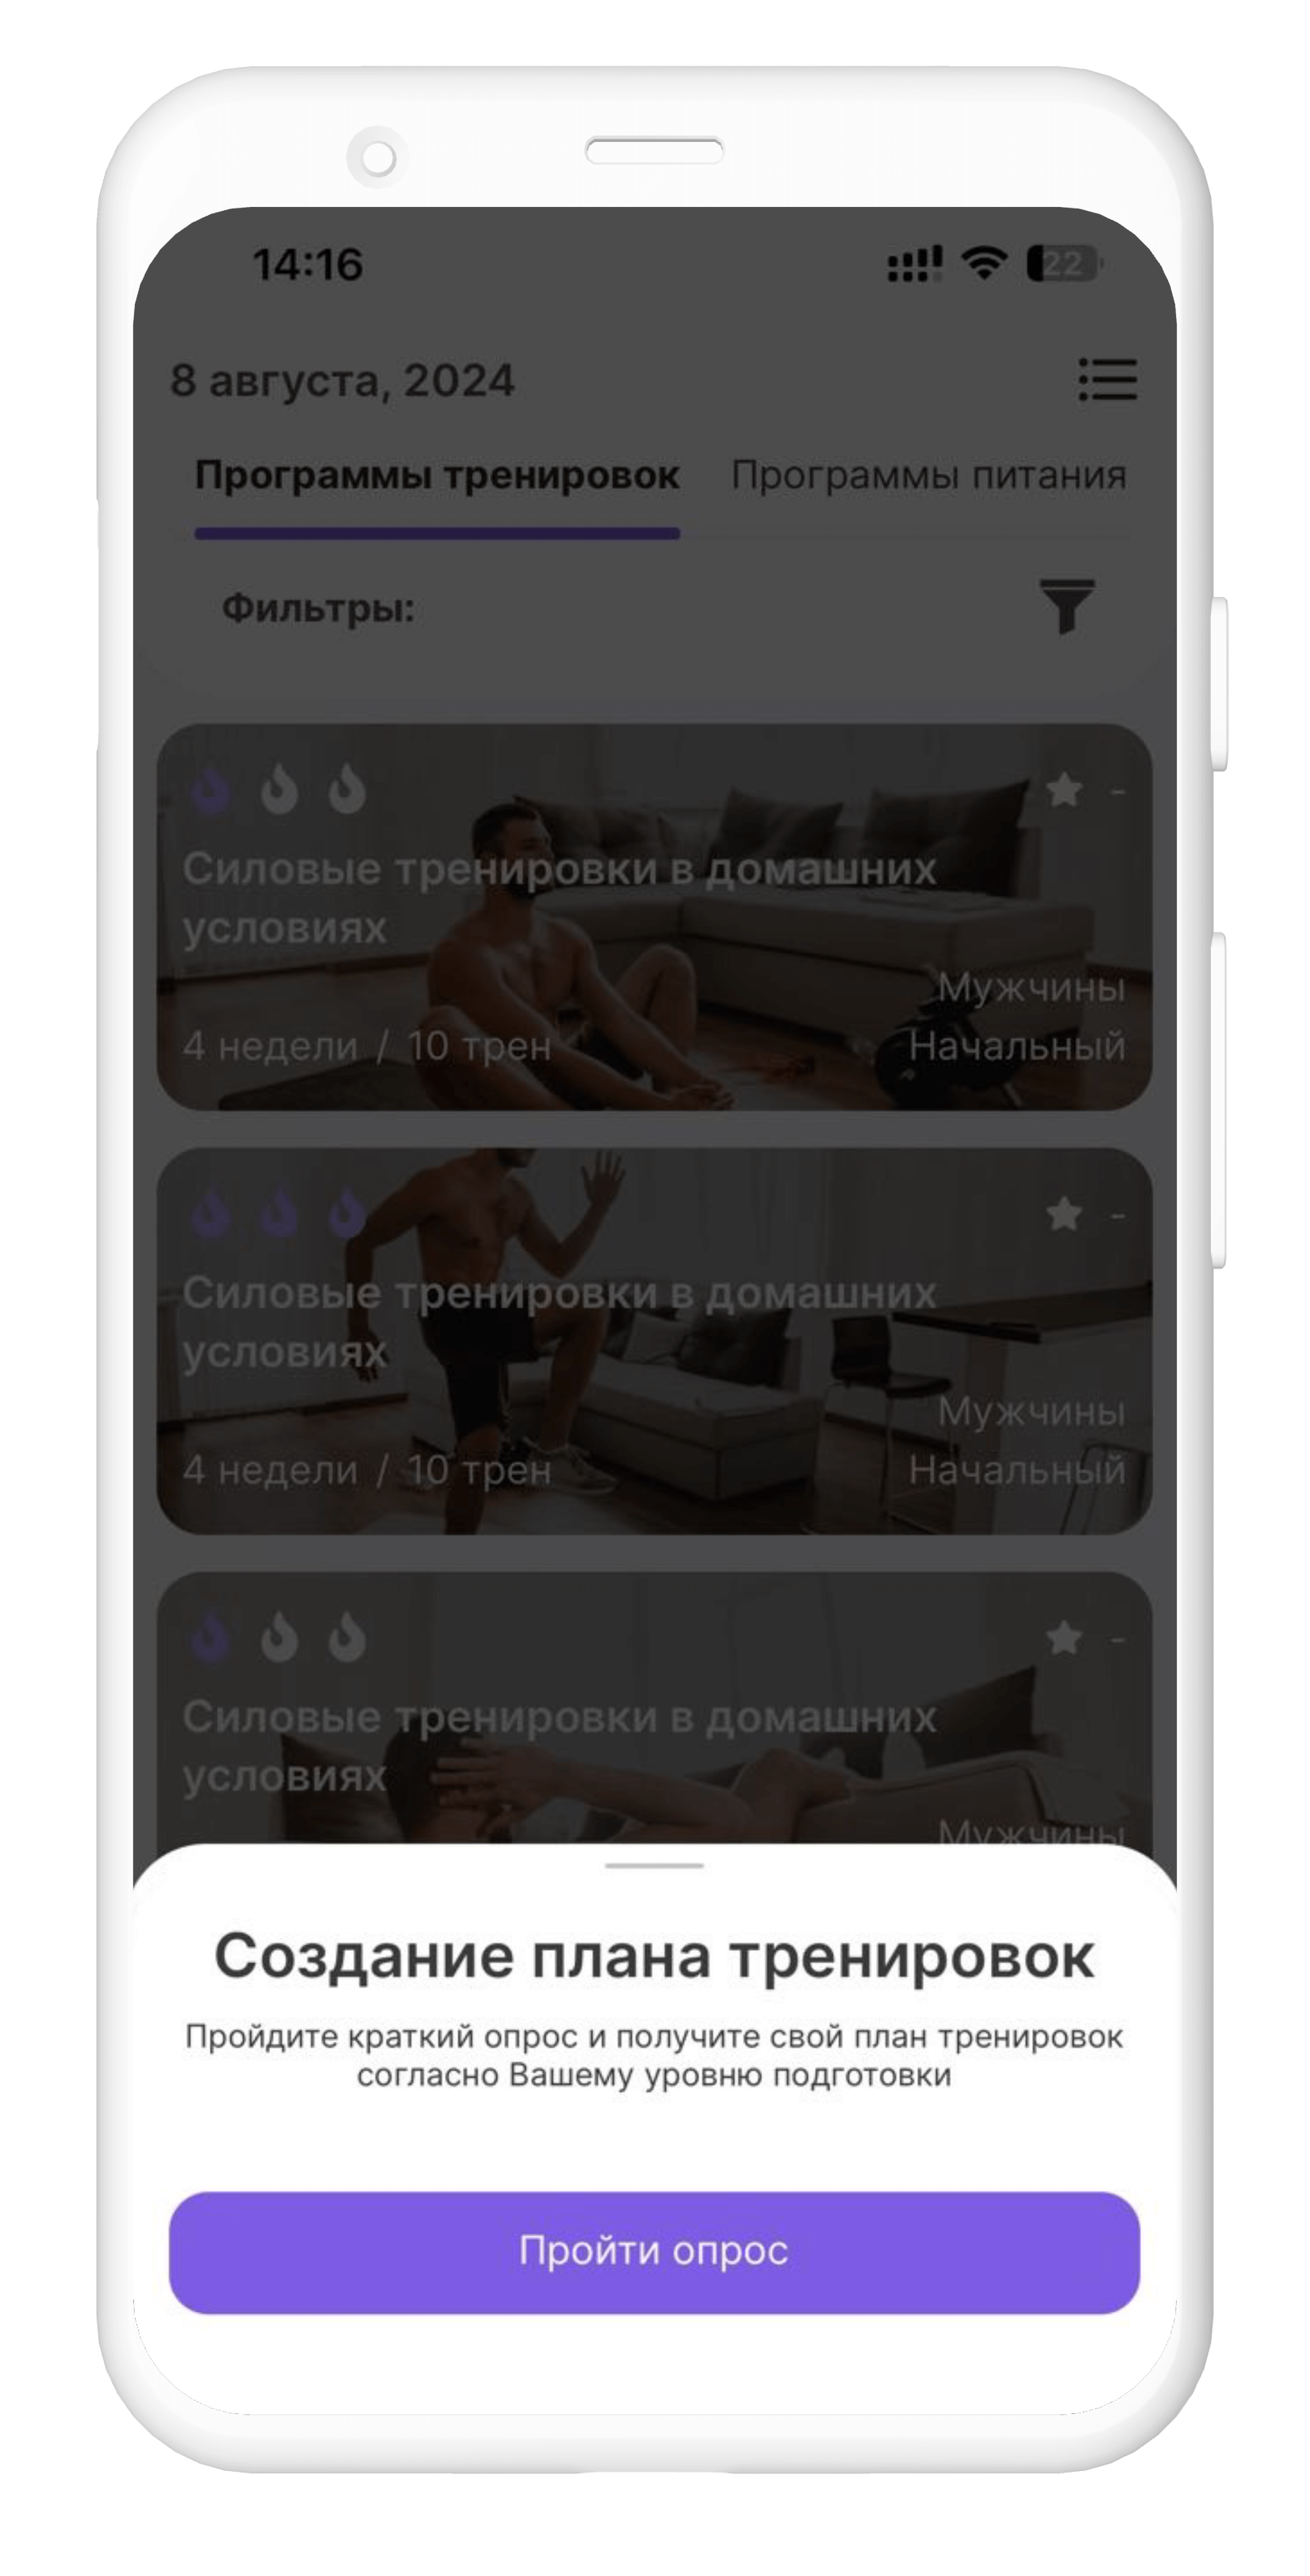 14:16
22
8 августа, 2024
Программы тренировок Программы питания
Фильтры:
-
Силовые тренировки в домашних
условиях
Мужчины
4 недели / 10 трен Начальный
-
Силовые тренировки в домашних
условиях
Мужчины
4 недели / 10 трен Начальный
-
Силовые тренировки в домашних
условиях
Мужчины
Создание плана тренировок
Пройдите краткий опрос и получите свой план тренировок
согласно Вашему уровню подготовки
Пройти опрос